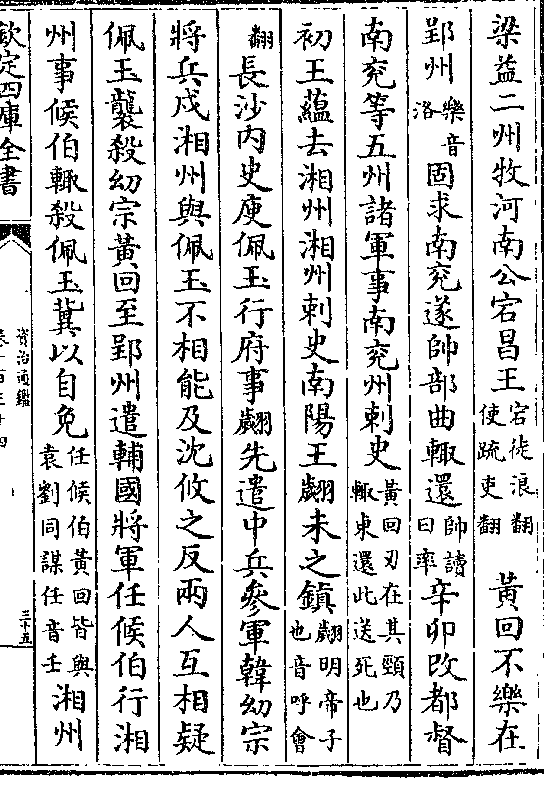 梁益二州牧河南公宕昌王宕徒浪翻使疏吏翻　黄回不樂在
郢州樂音洛固求南兖遂帥部曲輒還帥讀曰率辛卯改都督
南兖等五州諸軍事南兖州刺史黄回刃在其頸乃輒東還此送死也
初王藴去湘州湘州刺史南陽王翽未之鎮翽明帝子也音呼會
翻長沙内史庾佩玉行府事翽先遣中兵參軍韓幼宗
將兵戍湘州與佩玉不相能及沈攸之反兩人互相疑
佩玉襲殺幼宗黄回至郢州遣輔國將軍任候伯行湘
州事候伯輒殺佩玉冀以自免任候伯黄回皆與袁劉同謀任音壬湘州
欽定四庫全書
資治通鑑
卷一百三十四
三十五